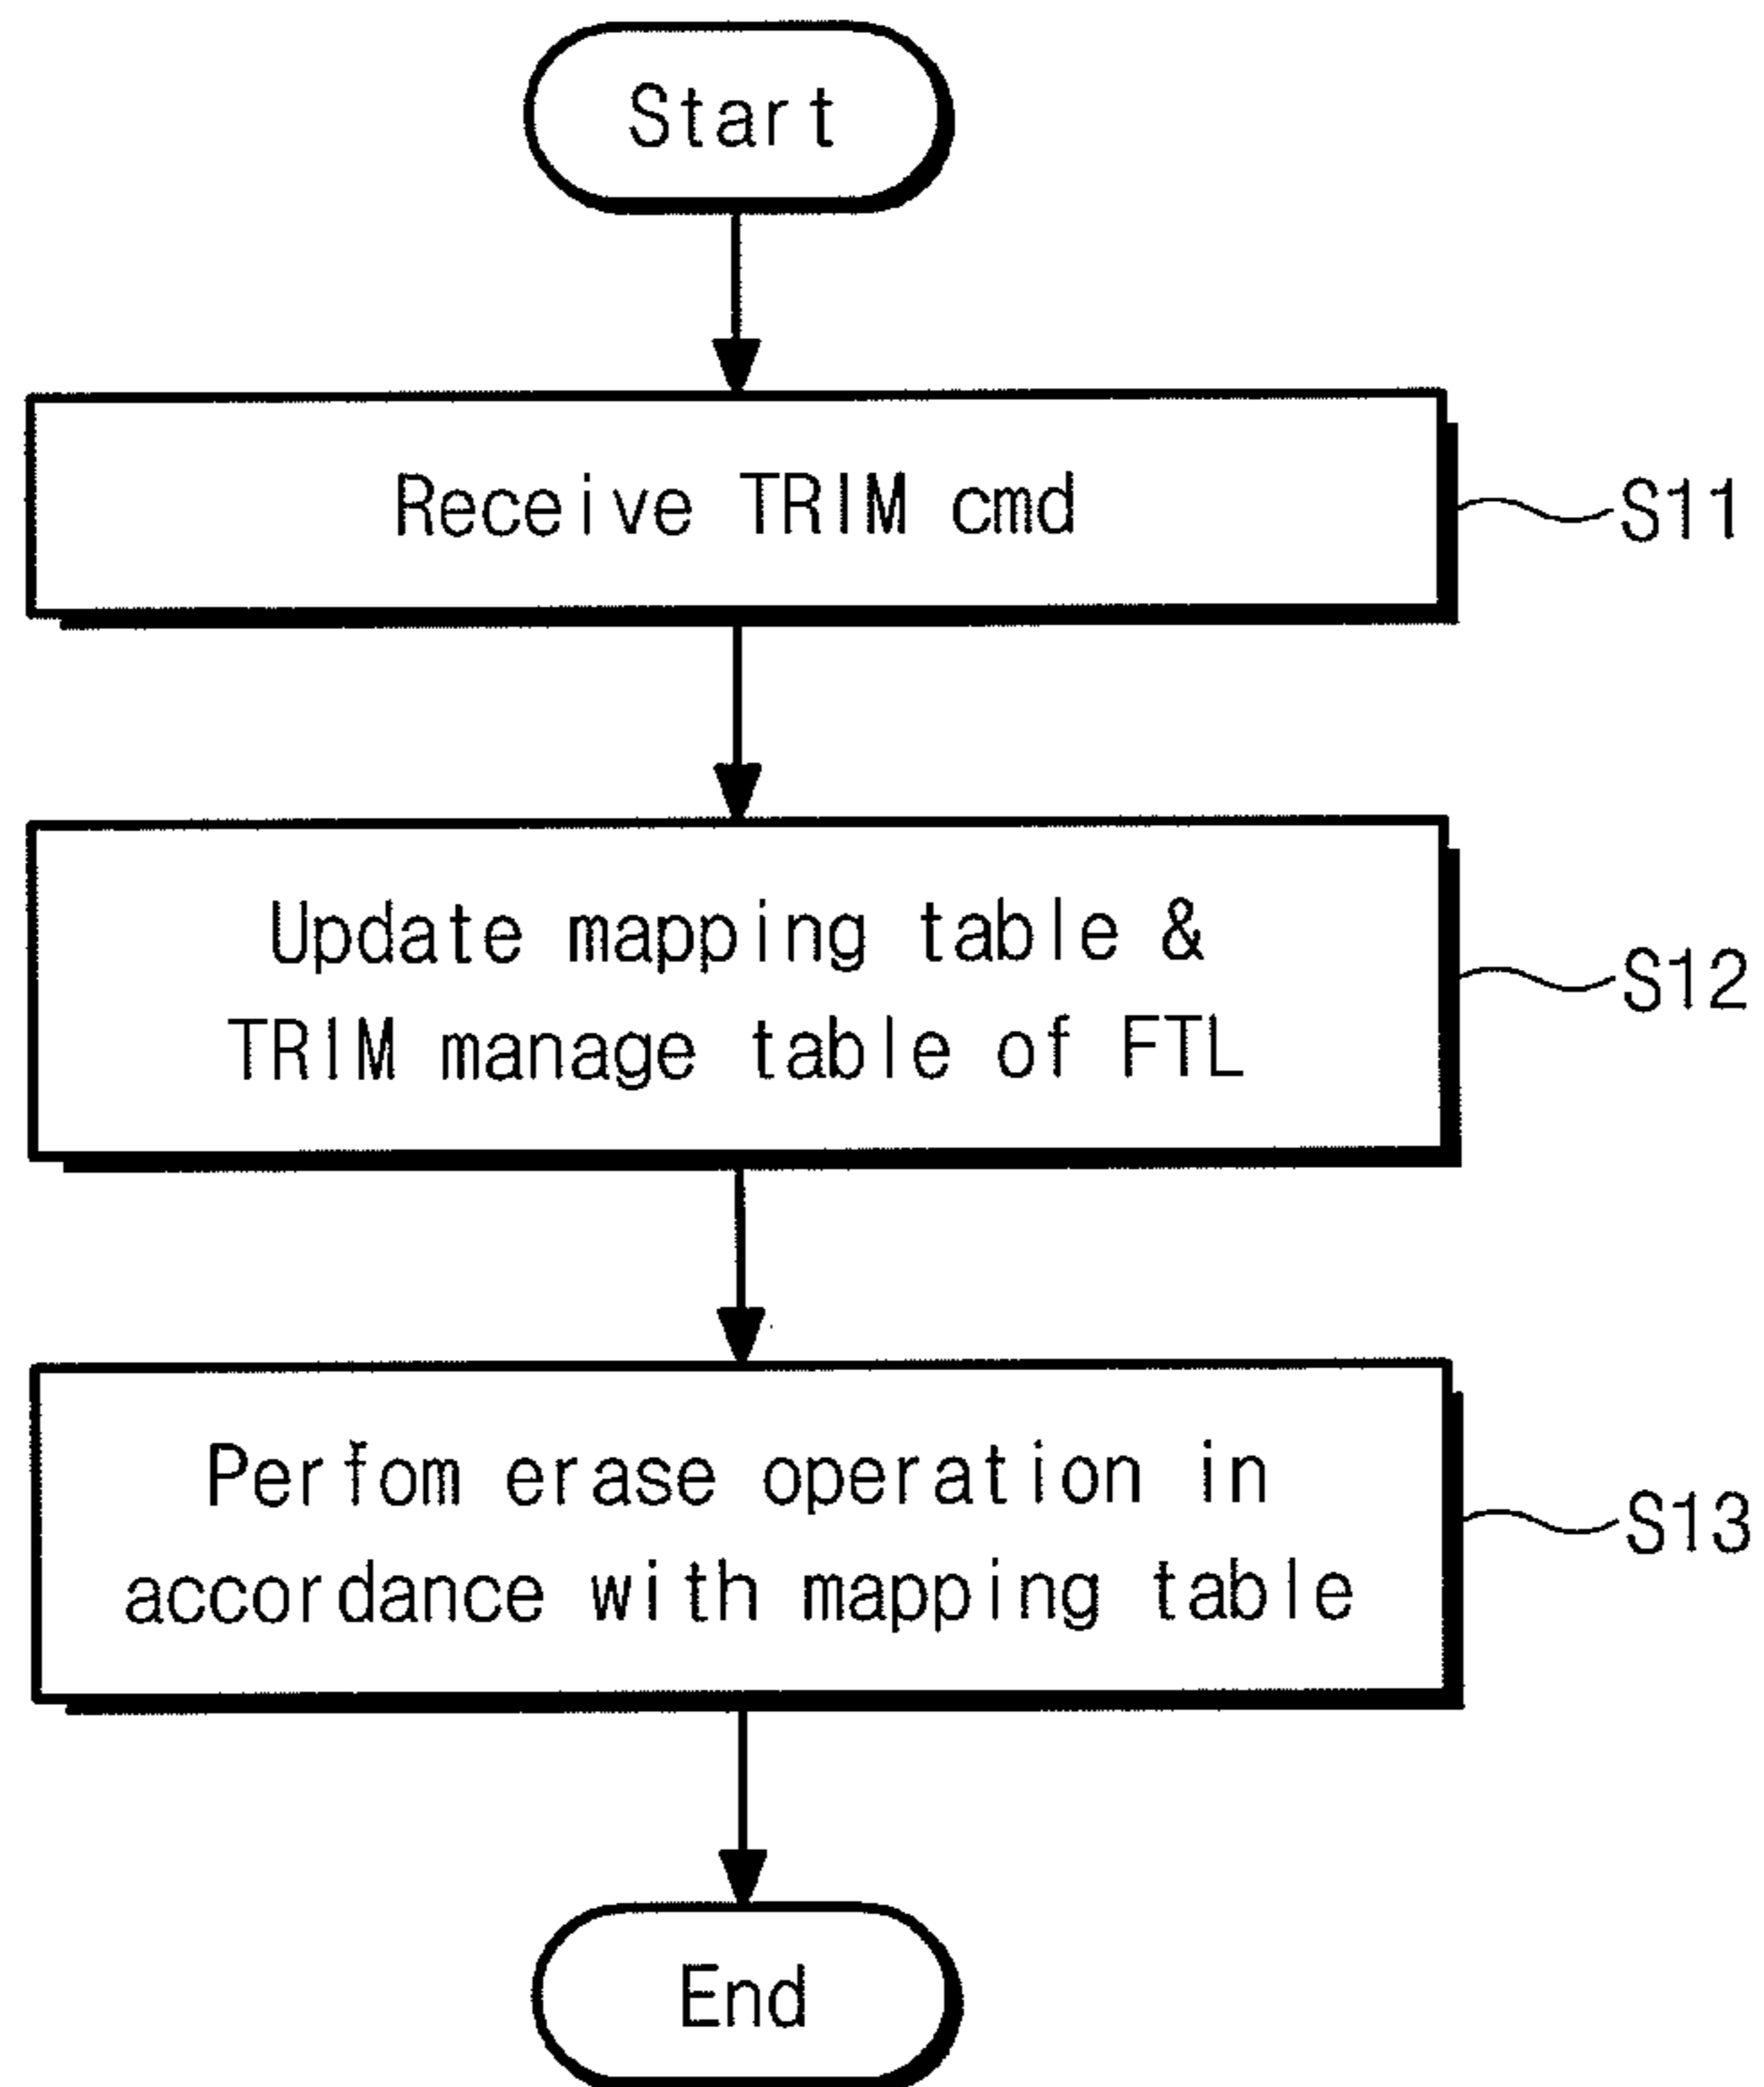 Start
Receive TRIM cmd
S11
Update mapping table &
TRIM manage table of FTL
S12
Perfom erase operation in
accordance with mapping table
S13
End